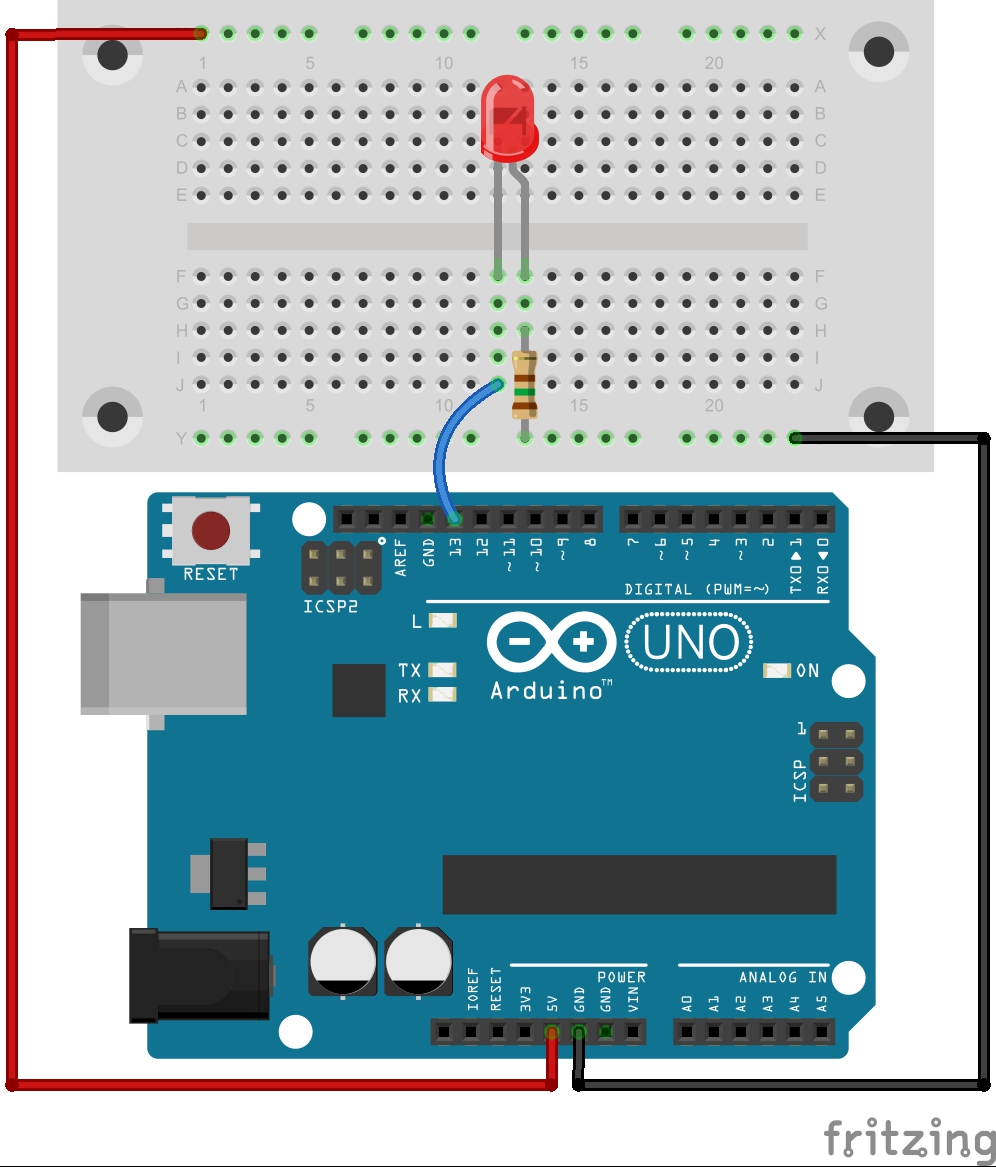 X
1 5 10 15 20
A A
B B
C C
D D
E E
F F
G G
H H
I I
J J
1 5 10 15 20
Y
RESET
ICSP2
AREF
GND
13
12
~11
~10
~9
8
7
~6
~5
4
~3
2
TX0▶1
RX0◀0
DIGITAL (PWM=~)
L
TX
RX
UNO
Arduino™
ON
1
ICSP
POWER
ANALOG IN
IOREF
RESET
3V3
5V
GND
GND
VIN
A0
A1
A2
A3
A4
A5
fritzing